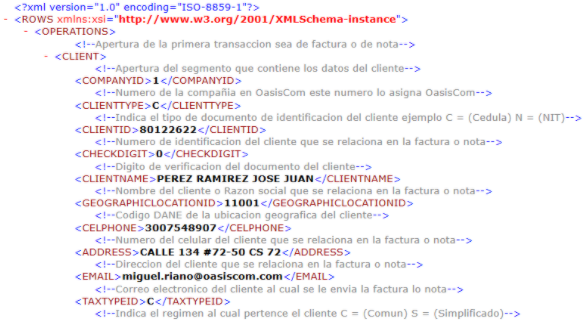 <?xml version="1.0" encoding="ISO-8859-1"?>
- <ROWS xmlns:xsi="http://www.w3.org/2001/XMLSchema-instance">
- <OPERATIONS>
<!--Apertura de la primera transaccion sea de factura o de nota-->
- <CLIENT>
<!--Apertura del segmento que contiene los datos del cliente-->
<COMPANYID>1</COMPANYID>
<!--Numero de la compañia en OasisCom este numero lo asigna OasisCom-->
<CLIENTTYPE>C</CLIENTTYPE>
<!--Indica el tipo de documento de identificacion del cliente ejemplo C = (Cedula) N = (NIT)-->
<CLIENTID>80122622</CLIENTID>
<!--Numero de identificacion del cliente que se relaciona en la factura o nota-->
<CHECKDIGIT>0</CHECKDIGIT>
<!--Digito de verificacion del documento del cliente-->
<CLIENTNAME>PEREZ RAMIREZ JOSE JUAN</CLIENTNAME>
<!--Nombre del cliente o Razon social que se relaciona en la factura o nota-->
<GEOGRAPHICLOCATIONID>11001</GEOGRAPHICLOCATIONID>
<!--Codigo DANE de la ubicacion geografica del cliente-->
<CELPHONE>3007548907</CELPHONE>
<!--Numero del celular del cliente que se relaciona en la factura o nota-->
<ADDRESS>CALLE 134 #72-50 CS 72</ADDRESS>
<!--Direccion del cliente que se relaciona en la factura o nota-->
<EMAIL>miguel.riano@oasiscom.com</EMAIL>
<!--Correo electronico del cliente al cual se le envia la factura lo nota-->
<TAXTYPEID>C</TAXTYPEID>
<!--Indica el regimen al cual pertenece el cliente C = (Comun) S = (Simplificado)-->